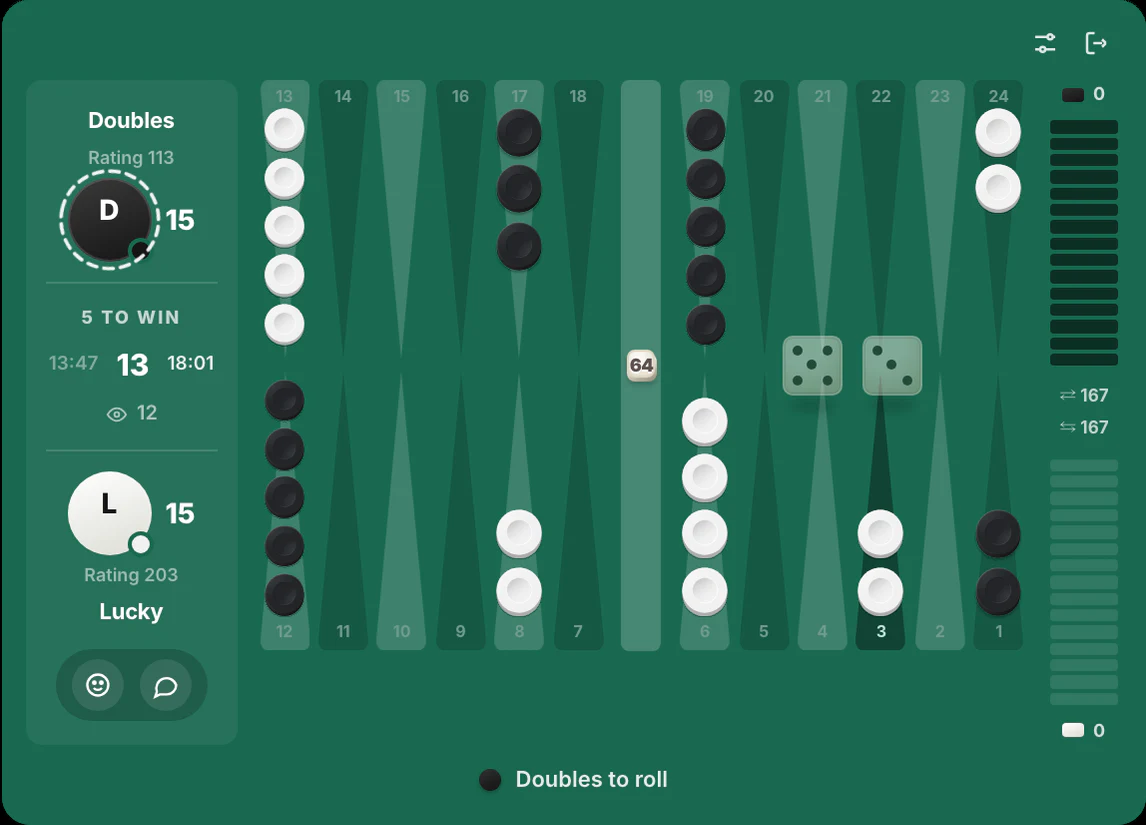 Doubles
Rating 113
D 15
5 TO WIN
13:47 13 18:01
12
L 15
Rating 203
Lucky
13 14 15 16 17 18 19 20 21 22 23 24
64
12 11 10 9 8 7 6 5 4 3 2 1
0
167
167
0
Doubles to roll